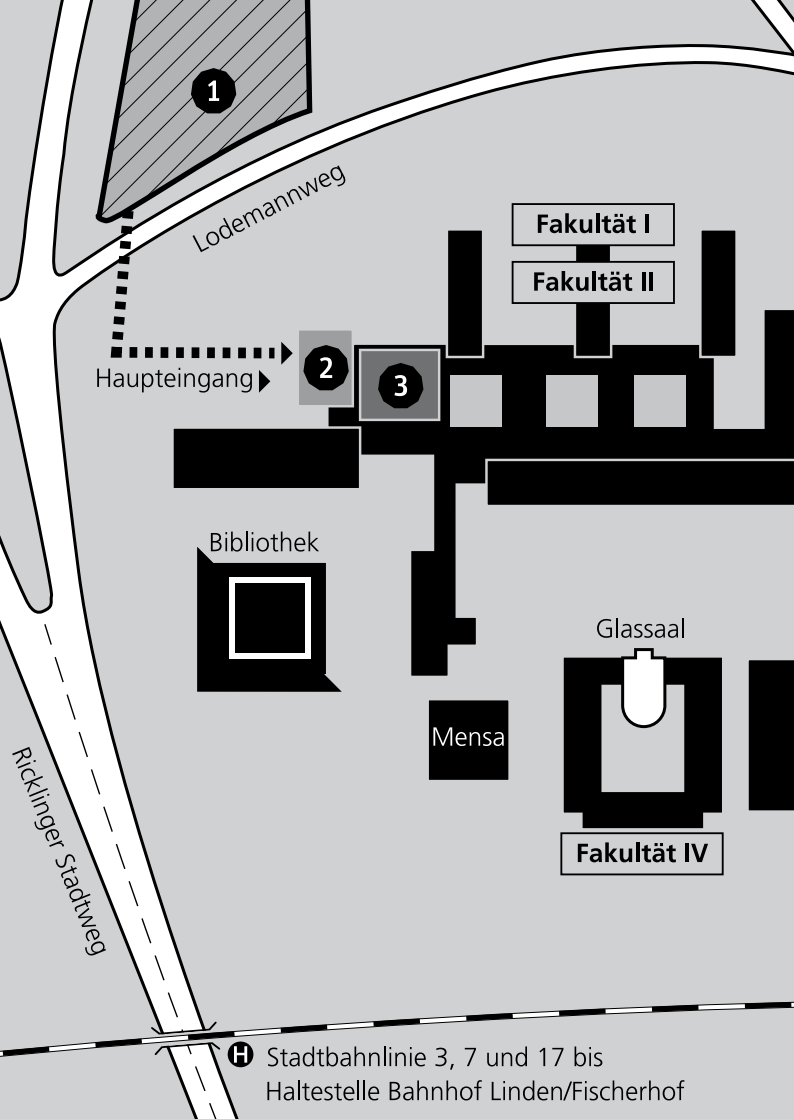 1
Lodemannweg
Fakultät I
Fakultät II
2
3
Haupteingang
Bibliothek
Glassaal
Mensa
Ricklinger Stadtweg
Fakultät IV
H Stadtbahnlinie 3, 7 und 17 bis
Haltestelle Bahnhof Linden/Fischerhof